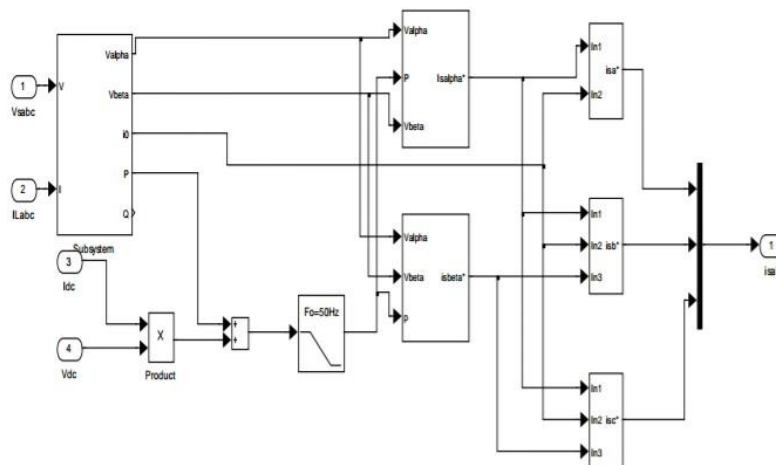 1
Vsabc
2
ILabc
V
I
Valpha
Vbeta
i0
P
Q
Subsystem
3
Idc
4
Vdc
X
Product
+
+
Fo=50Hz
Valpha
P
Vbeta
Isalpha*
Valpha
Vbeta
p
isbeta*
In1
In2
isa*
In1
In2
In3
isb*
In1
In2
In3
isc*
1
isa